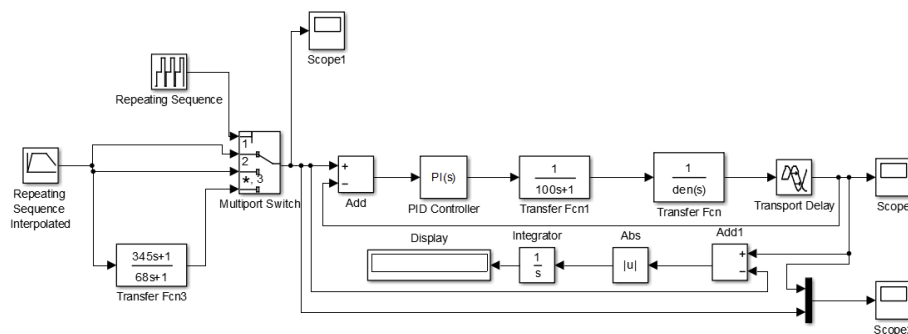 Scope1
Repeating Sequence
1
2
*, 3
Multiport Switch
Repeating
Sequence
Interpolated
345s+1
68s+1
Transfer Fcn3
+
−
Add
PI(s)
PID Controller
1
100s+1
Transfer Fcn1
1
den(s)
Transfer Fcn
Transport Delay
Scope
Display
Integrator
1
s
Abs
|u|
Add1
+
−
Scope